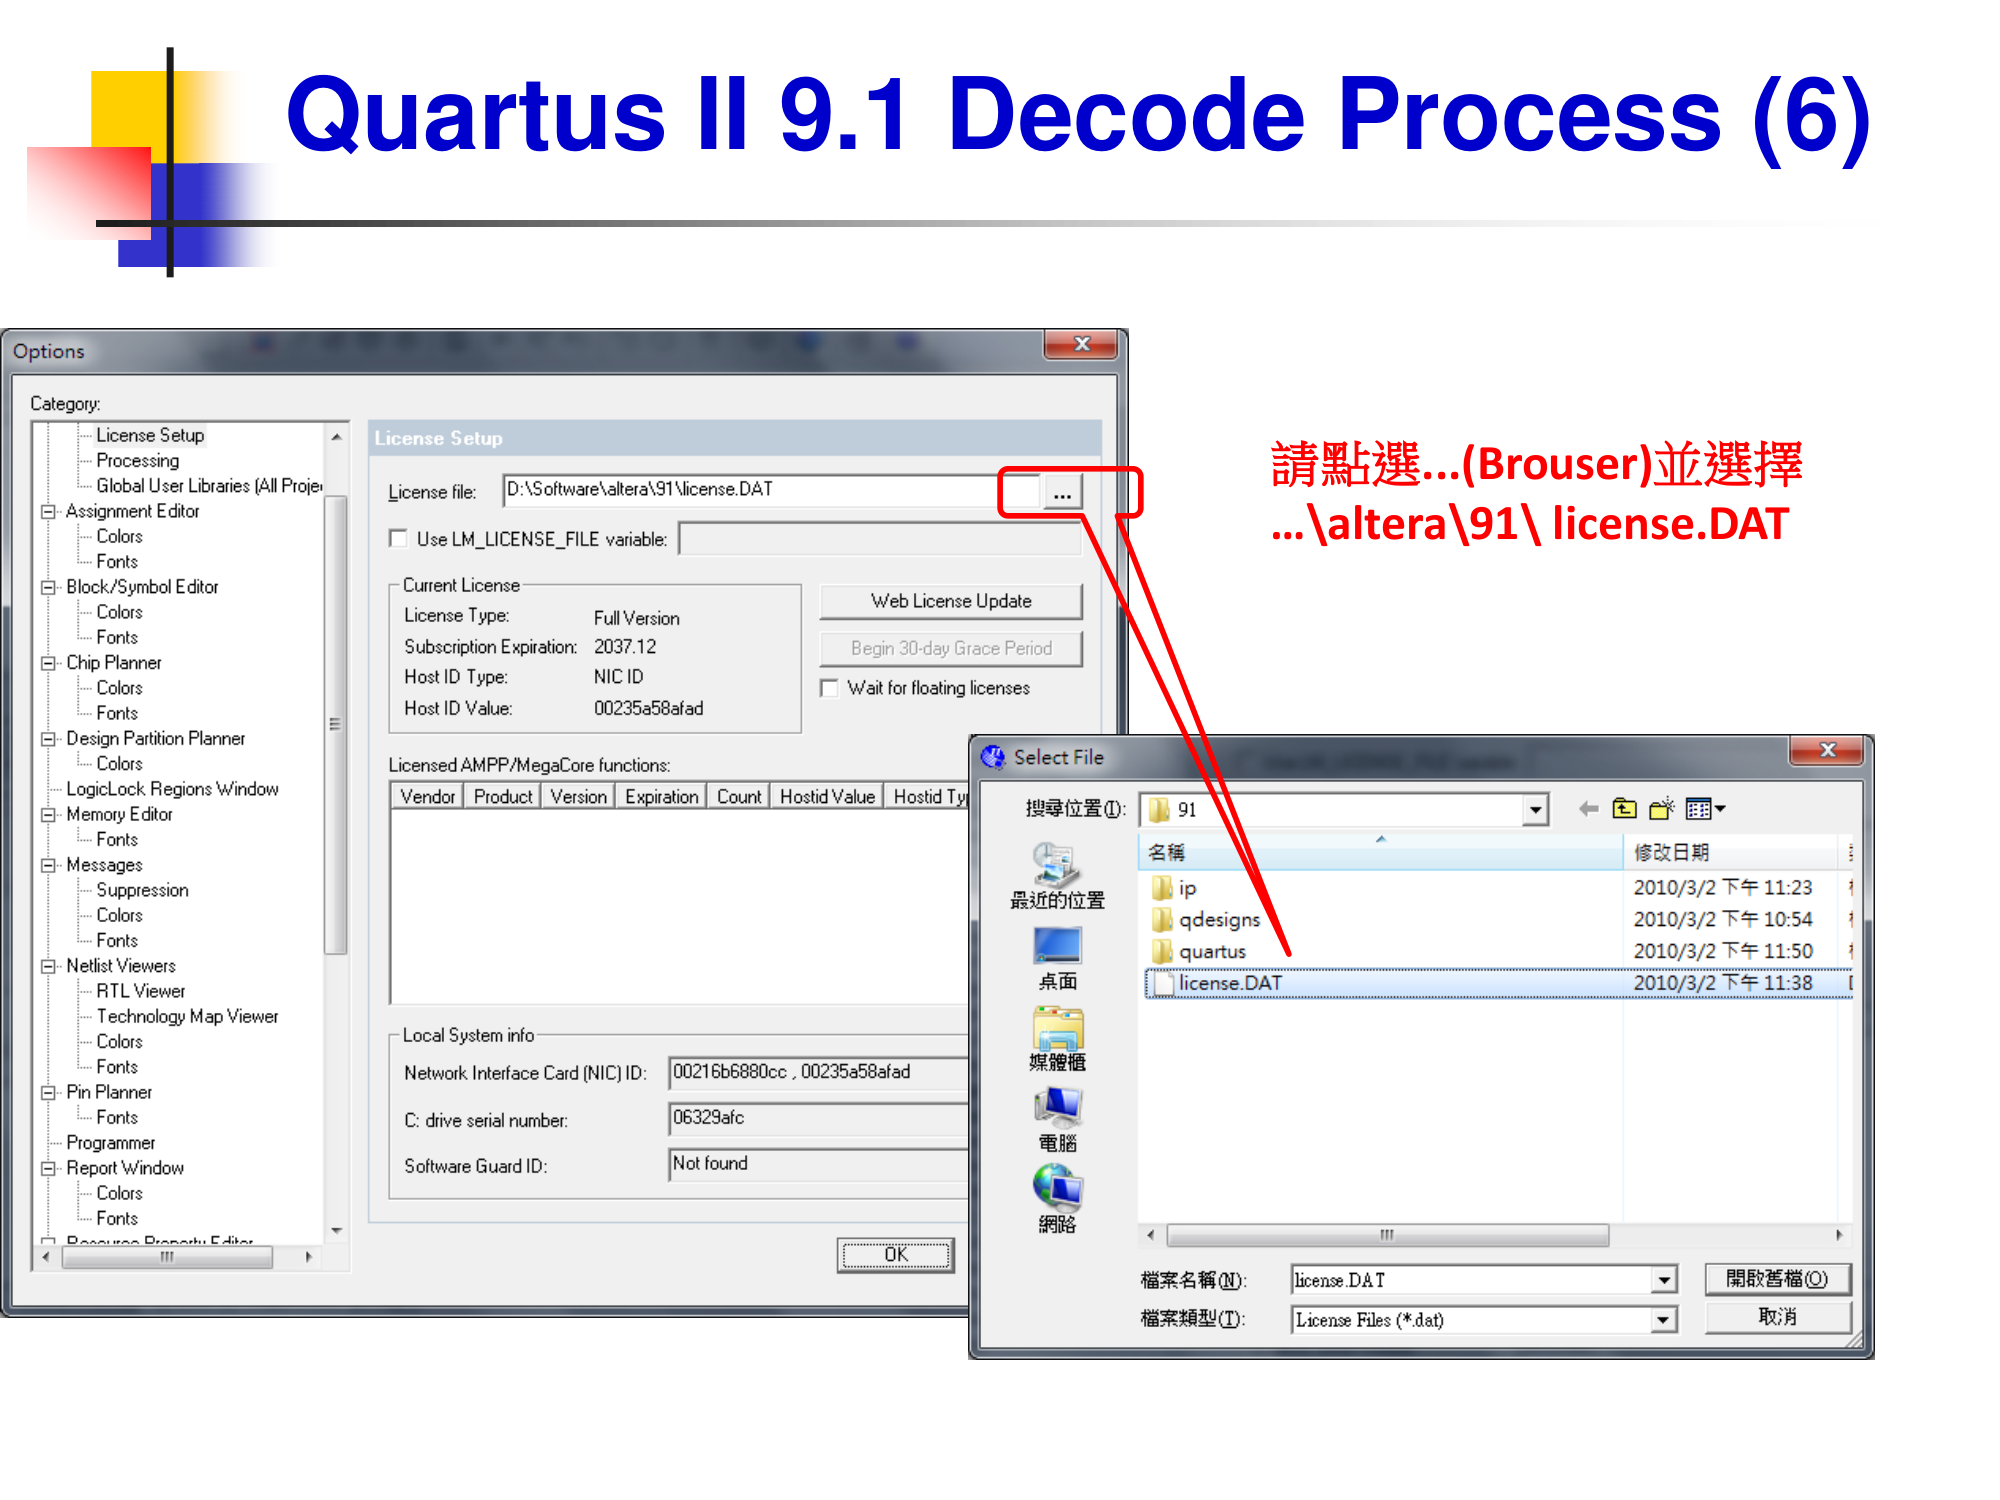 Quartus II 9.1 Decode Process (6)
請點選...(Brouser)並選擇
...\altera\91\ license.DAT
Options
Category:
License Setup
Processing
Global User Libraries (All Proje
Assignment Editor
Colors
Fonts
Block/Symbol Editor
Colors
Fonts
Chip Planner
Colors
Fonts
Design Partition Planner
Colors
LogicLock Regions Window
Memory Editor
Fonts
Messages
Suppression
Colors
Fonts
Netlist Viewers
RTL Viewer
Technology Map Viewer
Colors
Fonts
Pin Planner
Fonts
Programmer
Report Window
Colors
Fonts
Resource Property Editor
License Setup
License file: D:\Software\altera\91\license.DAT ...
Use LM_LICENSE_FILE variable:
Current License
License Type: Full Version
Subscription Expiration: 2037.12
Host ID Type: NIC ID
Host ID Value: 00235a58afad
Web License Update
Begin 30-day Grace Period
Wait for floating licenses
Licensed AMPP/MegaCore functions:
Vendor Product Version Expiration Count Hostid Value Hostid Ty
Local System info
Network Interface Card (NIC) ID: 00216b6880cc , 00235a58afad
C: drive serial number: 06329afc
Software Guard ID: Not found
OK
Select File
搜尋位置(I): 91
最近的位置
桌面
媒體櫃
電腦
網路
名稱 修改日期
ip 2010/3/2 下午 11:23
qdesigns 2010/3/2 下午 10:54
quartus 2010/3/2 下午 11:50
license.DAT 2010/3/2 下午 11:38
檔案名稱(N): license.DAT 開啟舊檔(O)
檔案類型(T): License Files (*.dat) 取消